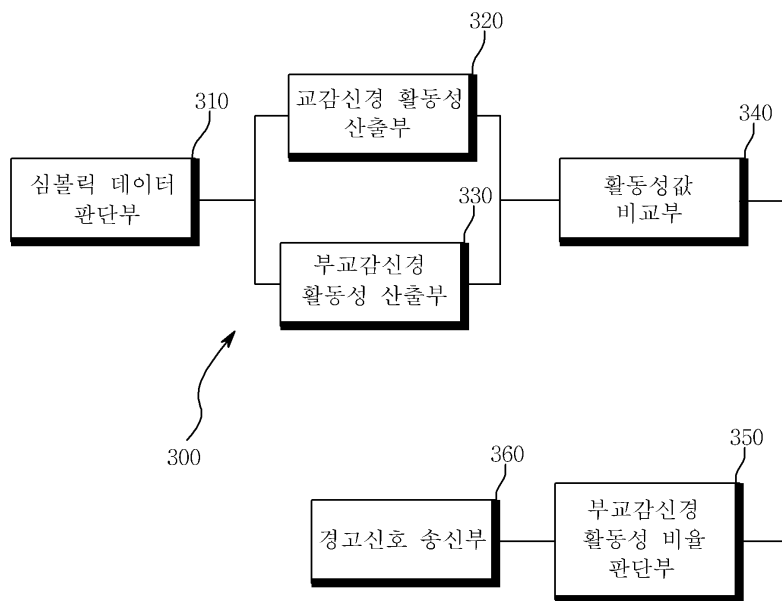 320
교감신경 활동성
산출부
310
심볼릭 데이터
판단부
340
활동성값
비교부
330
부교감신경
활동성 산출부
300
360
경고신호 송신부
350
부교감신경
활동성 비율
판단부